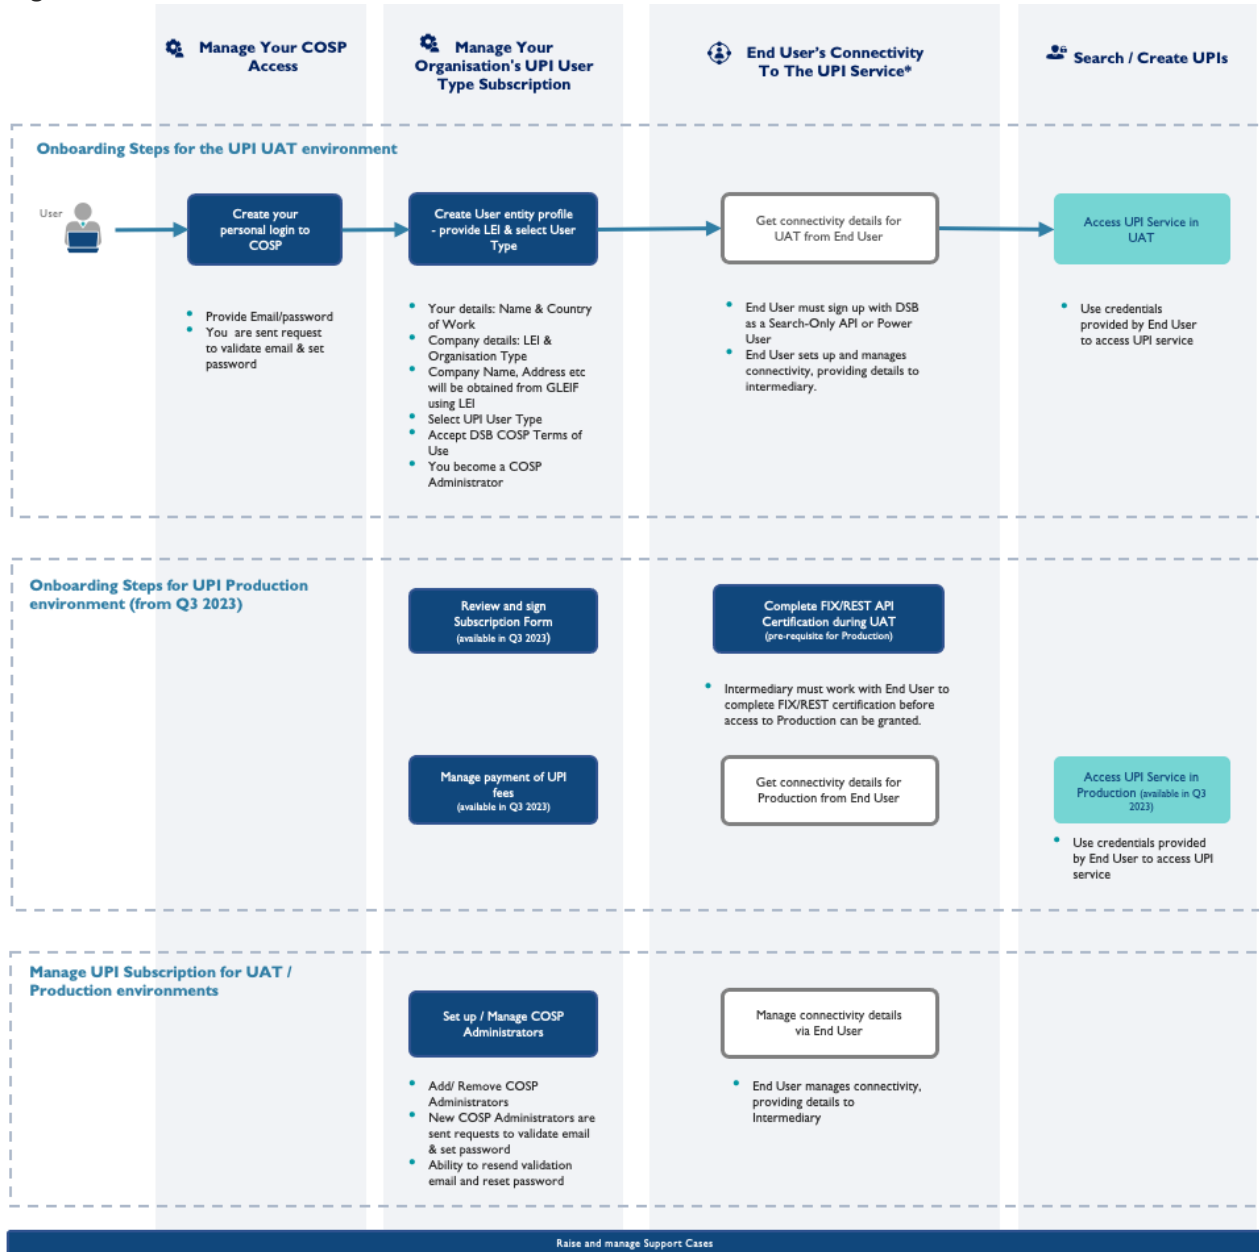 Manage Your COSP
Access
Manage Your
Organisation's UPI User
Type Subscription
End User's Connectivity
To The UPI Service*
Search / Create UPIs
Onboarding Steps for the UPI UAT environment
User
Create your
personal login to
COSP
Create User entity profile
- provide LEI & select User
Type
Get connectivity details for
UAT from End User
Access UPI Service in
UAT
• Provide Email/password
• You are sent request
to validate email & set
password
• Your details: Name & Country
of Work
• Company details: LEI &
Organisation Type
• Company Name, Address etc
will be obtained from GLEIF
using LEI
• Select UPI User Type
• Accept DSB COSP Terms of
Use
• You become a COSP
Administrator
• End User must sign up with DSB
as a Search-Only API or Power
User
• End User sets up and manages
connectivity, providing details to
intermediary.
• Use credentials
provided by End User
to access UPI service
Onboarding Steps for UPI Production
environment (from Q3 2023)
Review and sign
Subscription Form
(available in Q3 2023)
Complete FIX/REST API
Certification during UAT
(pre-requisite for Production)
• Intermediary must work with End User to
complete FIX/REST certification before
access to Production can be granted.
Manage payment of UPI
fees
(available in Q3 2023)
Get connectivity details for
Production from End User
Access UPI Service in
Production (available in Q3
2023)
• Use credentials provided
by End User to access UPI
service
Manage UPI Subscription for UAT /
Production environments
Set up / Manage COSP
Administrators
Manage connectivity details
via End User
• Add/ Remove COSP
Administrators
• New COSP Administrators are
sent requests to validate email
& set password
• Ability to resend validation
email and reset password
• End User manages connectivity,
providing details to
Intermediary
Raise and manage Support Cases